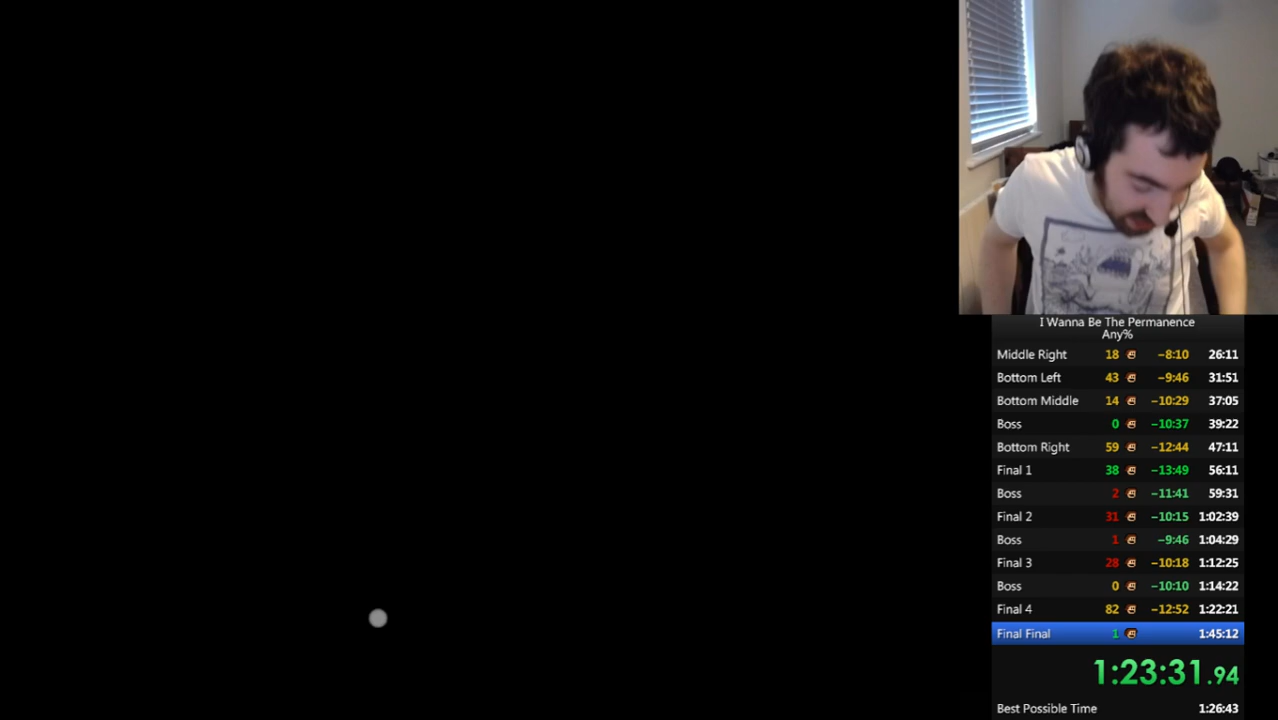 I Wanna Be The Permanence
Any%
Middle Right 18 −8:10 26:11
Bottom Left 43 −9:46 31:51
Bottom Middle 14 −10:29 37:05
Boss 0 −10:37 39:22
Bottom Right 59 −12:44 47:11
Final 1 38 −13:49 56:11
Boss 2 −11:41 59:31
Final 2 31 −10:15 1:02:39
Boss 1 −9:46 1:04:29
Final 3 28 −10:18 1:12:25
Boss 0 −10:10 1:14:22
Final 4 82 −12:52 1:22:21
Final Final 1 1:45:12
1:23:31.94
Best Possible Time 1:26:43